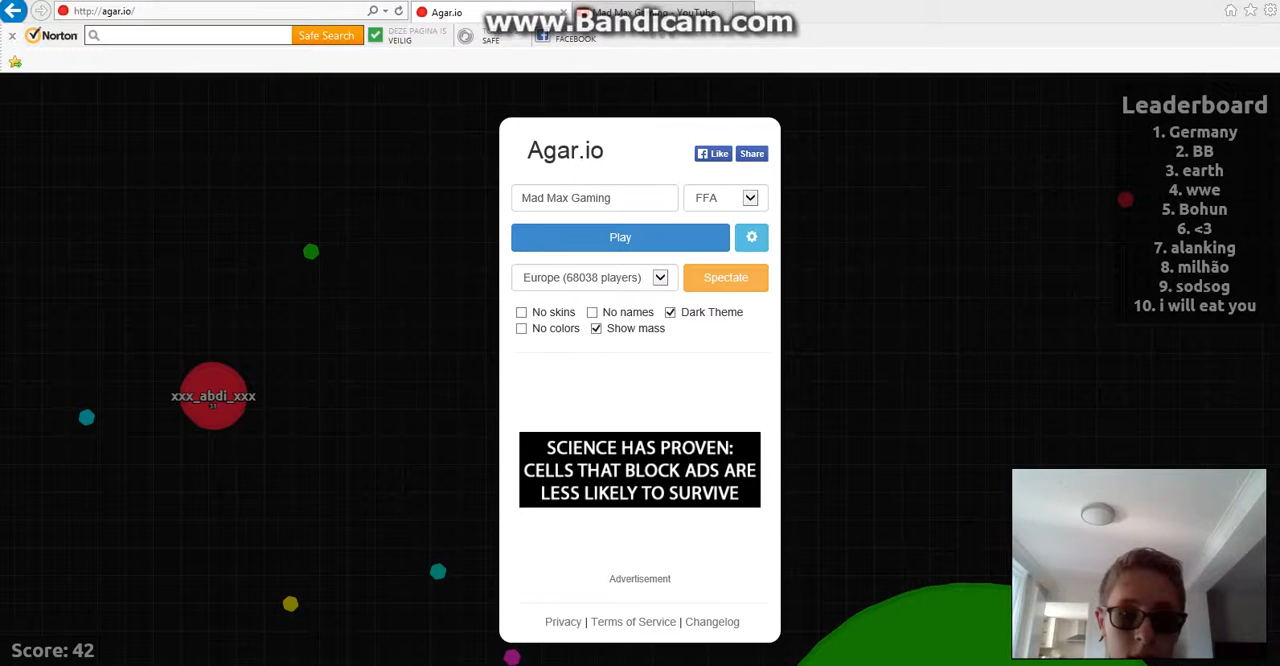 http://agar.io/
Agar.io
Mad Max Gaming - YouTube
www.Bandicam.com
Norton
Safe Search
DEZE PAGINA IS
VEILIG
SAFE
FACEBOOK
Leaderboard
1. Germany
2. BB
3. earth
4. wwe
5. Bohun
6. <3
7. alanking
8. milhão
9. sodsog
10. i will eat you
Agar.io
Like
Share
Mad Max Gaming
FFA
Play
Europe (68038 players)
Spectate
No skins
No names
Dark Theme
No colors
Show mass
xxx_abdi_xxx
SCIENCE HAS PROVEN:
CELLS THAT BLOCK ADS ARE
LESS LIKELY TO SURVIVE
Advertisement
Privacy | Terms of Service | Changelog
Score: 42